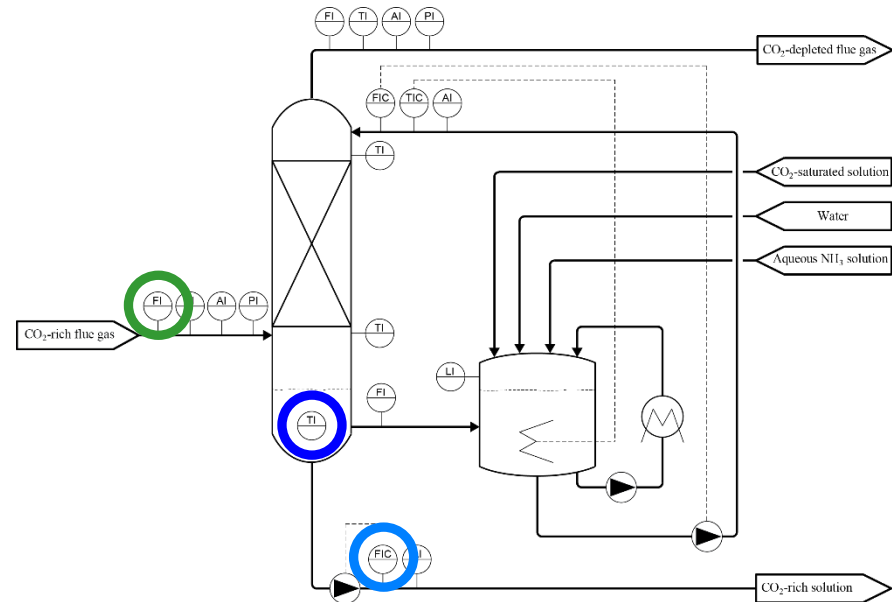 FI TI AI PI
CO₂-depleted flue gas
FIC TIC AI
TI
CO₂-saturated solution
Water
Aqueous NH₃ solution
FI AI PI
CO₂-rich flue gas
TI
LI
FI
TI
FIC
CO₂-rich solution